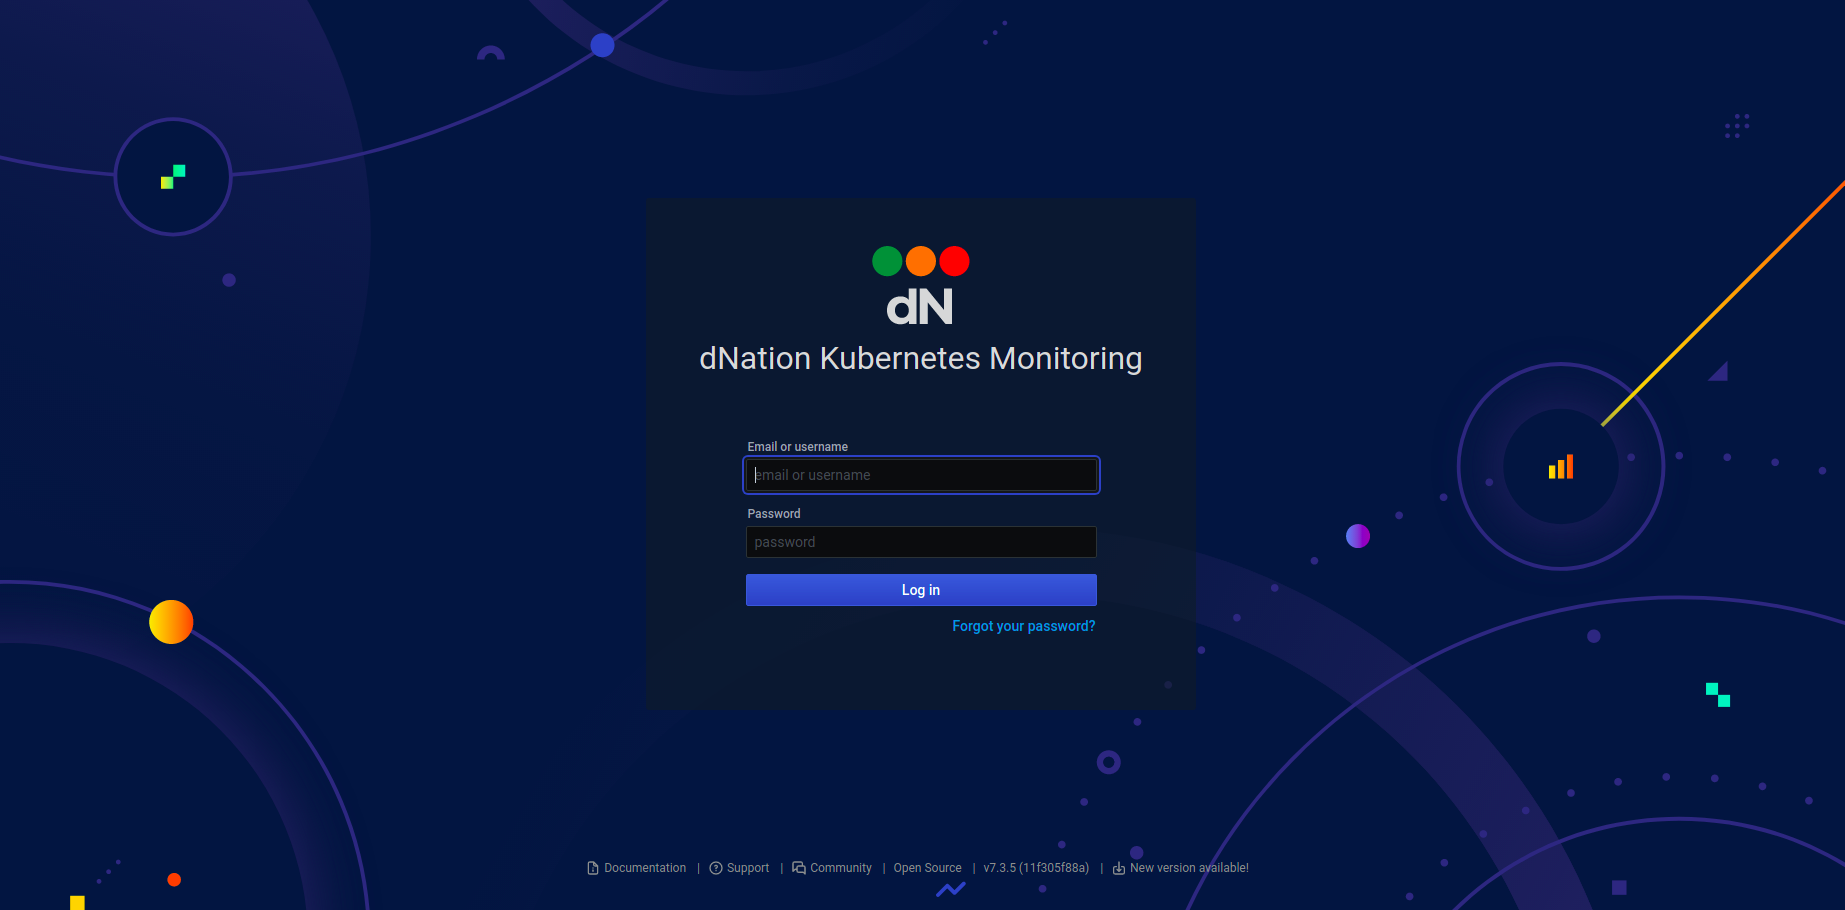 dN
dNation Kubernetes Monitoring
Email or username
email or username
Password
password
Log in
Forgot your password?
Documentation | Support | Community | Open Source | v7.3.5 (11f305f88a) | New version available!